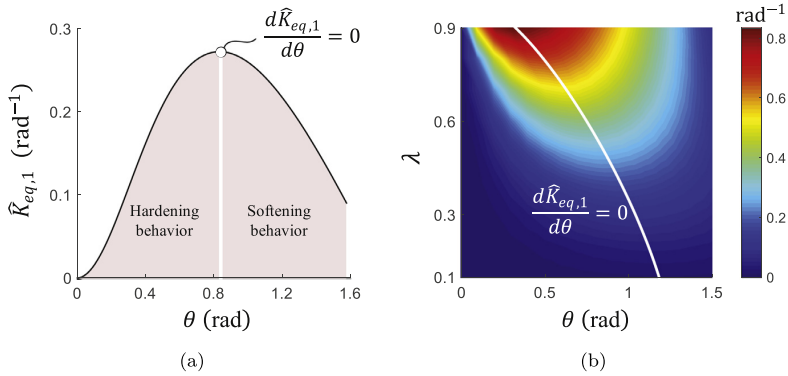 0.3
0.2
0.1
0
0 0.4 0.8 1.2 1.6
K̂eq,1 (rad⁻¹)
θ (rad)
dK̂eq,1/dθ = 0
Hardening
behavior
Softening
behavior
(a)
0.9
0.6
0.3
0.1
λ
0 0.5 1 1.5
θ (rad)
dK̂eq,1/dθ = 0
rad⁻¹
0.8
0.6
0.4
0.2
0
(b)